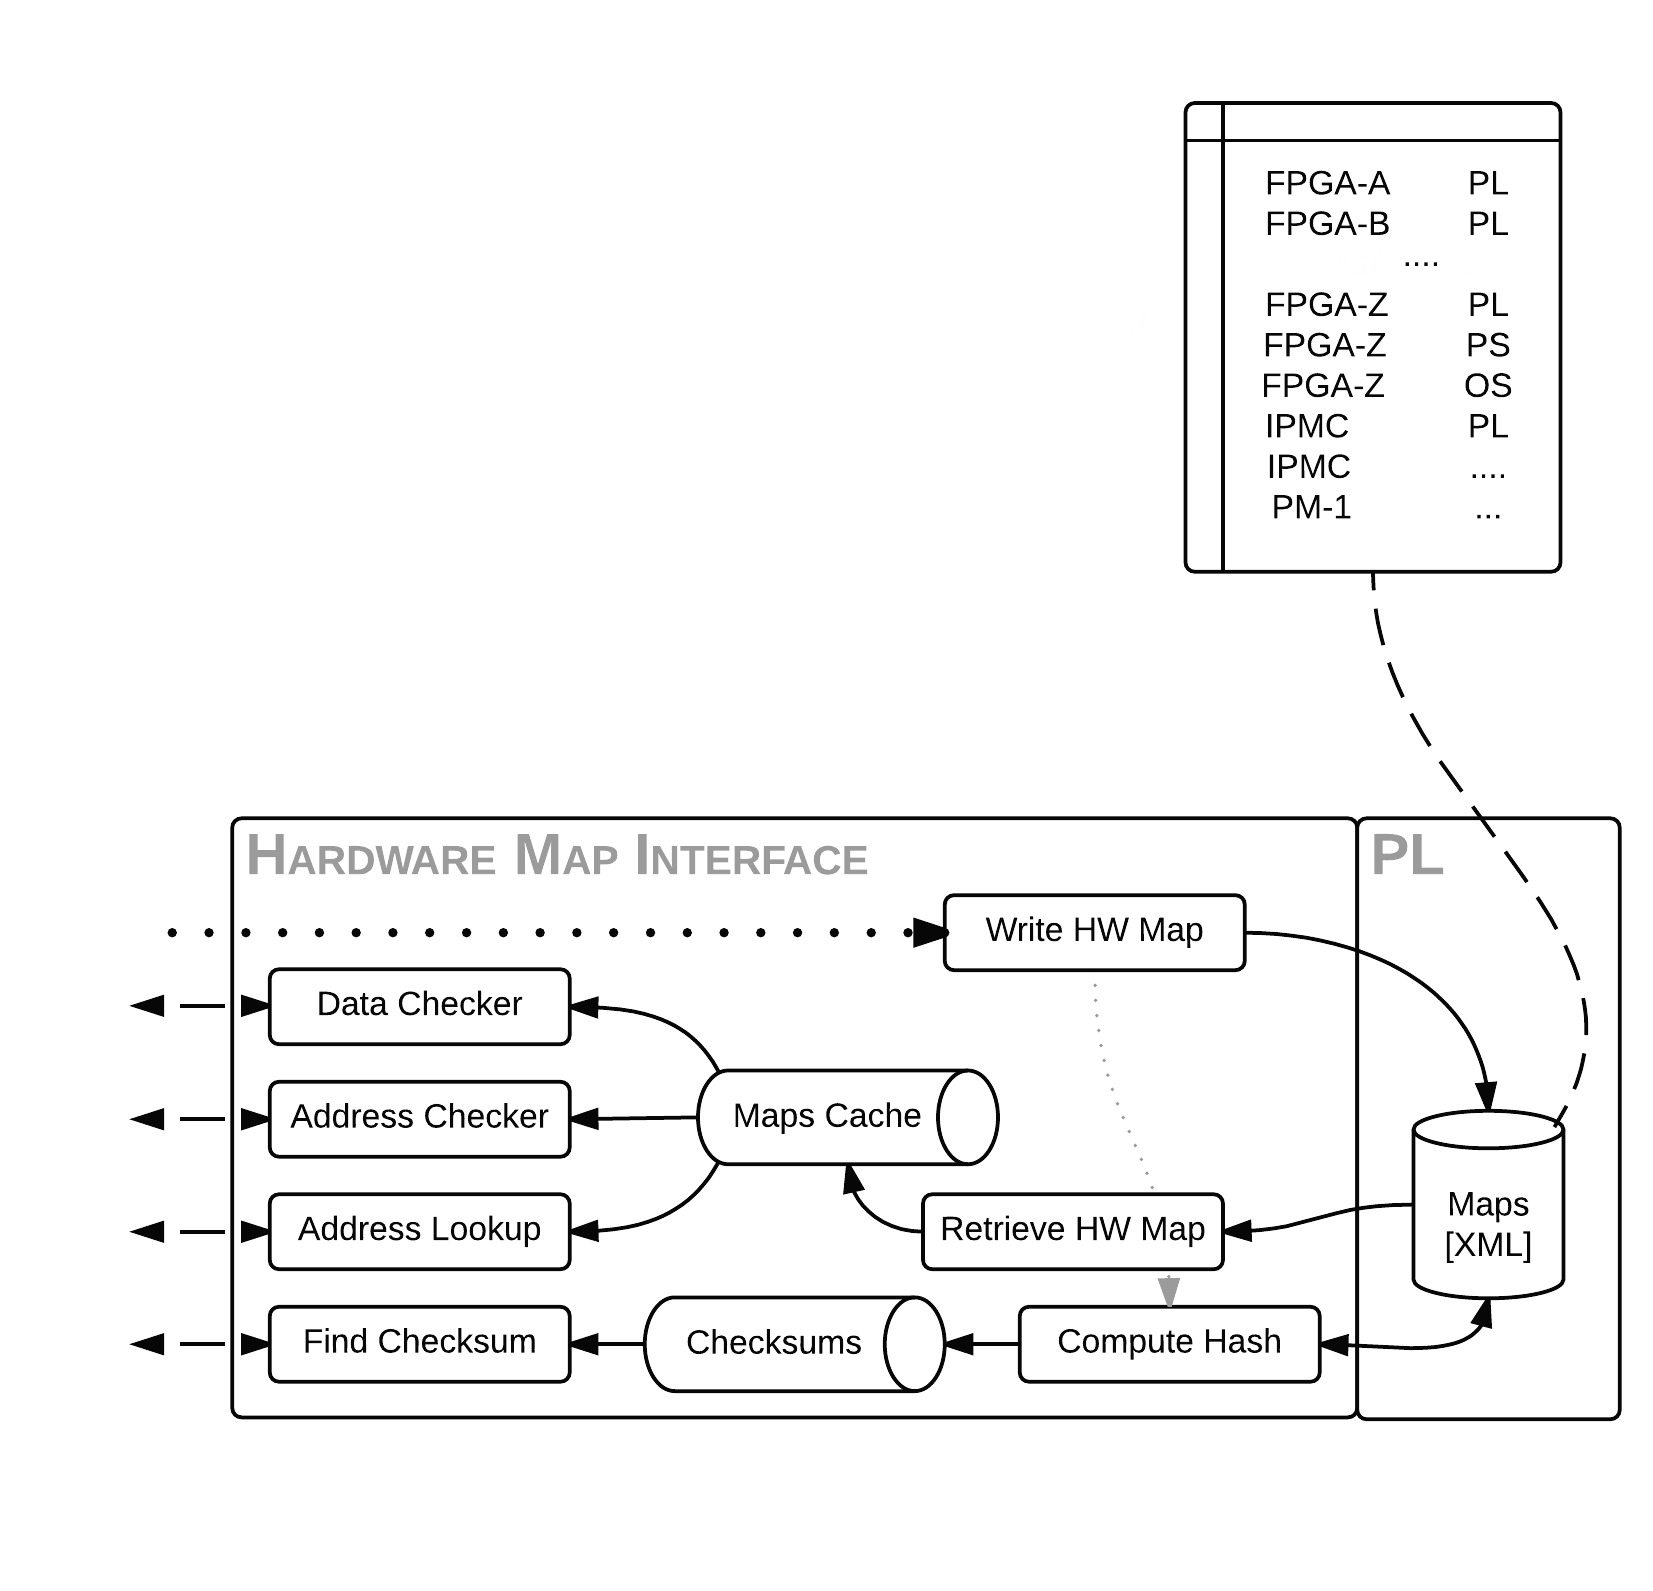 FPGA-A PL
FPGA-B PL
....
FPGA-Z PL
FPGA-Z PS
FPGA-Z OS
IPMC PL
IPMC ....
PM-1 ...
HARDWARE MAP INTERFACE
PL
Write HW Map
Data Checker
Address Checker
Maps Cache
Address Lookup
Retrieve HW Map
Maps
[XML]
Find Checksum
Checksums
Compute Hash